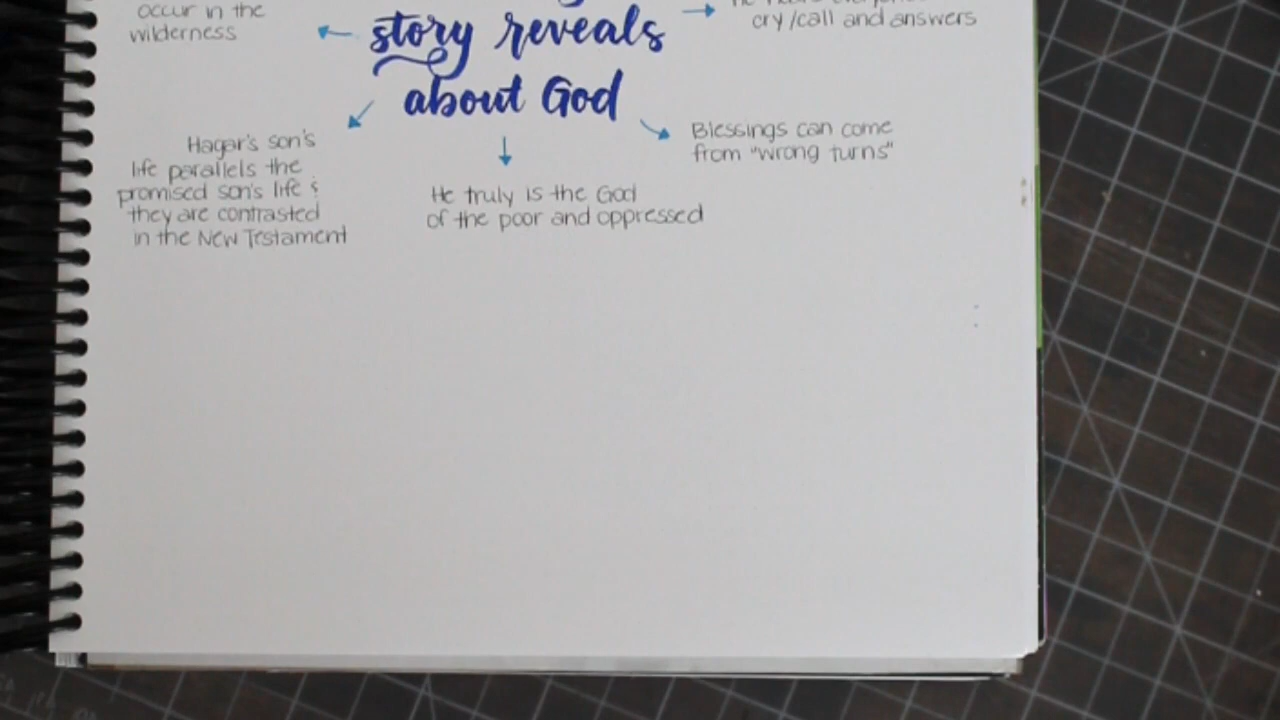 occur in the
wilderness
story reveals
about God
cry/call and answers
Hagar's son's
life parallels the
promised son's life &
they are contrasted
in the New Testament
He truly is the God
of the poor and oppressed
Blessings can come
from "wrong turns"